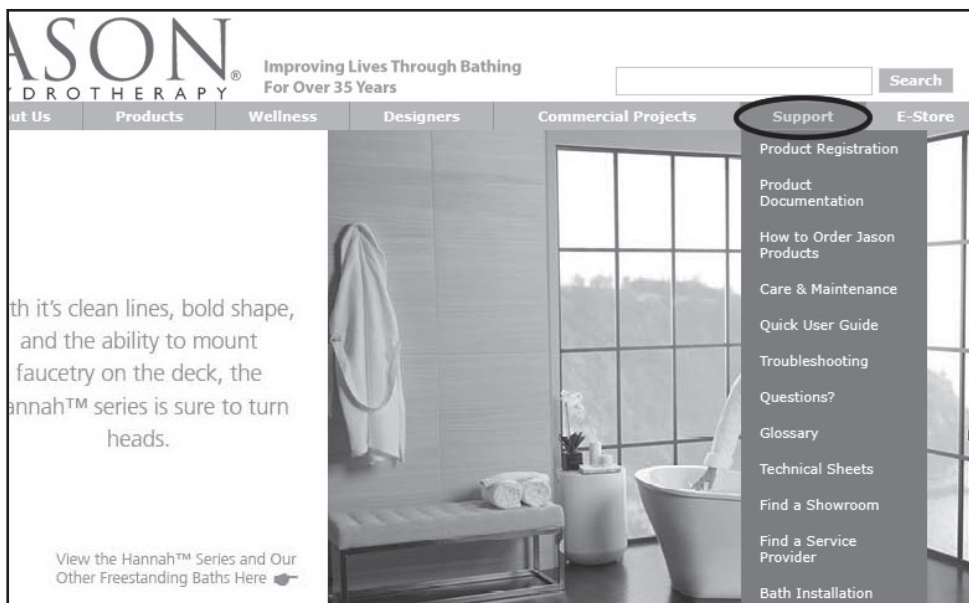 ASON®
YDROTHERAPY
Improving Lives Through Bathing
For Over 35 Years
Search
out Us Products Wellness Designers Commercial Projects Support E-Store
Product Registration
Product
Documentation
How to Order Jason
Products
Care & Maintenance
Quick User Guide
Troubleshooting
Questions?
Glossary
Technical Sheets
Find a Showroom
Find a Service
Provider
Bath Installation
th it's clean lines, bold shape,
and the ability to mount
faucetry on the deck, the
annah™ series is sure to turn
heads.
View the Hannah™ Series and Our
Other Freestanding Baths Here